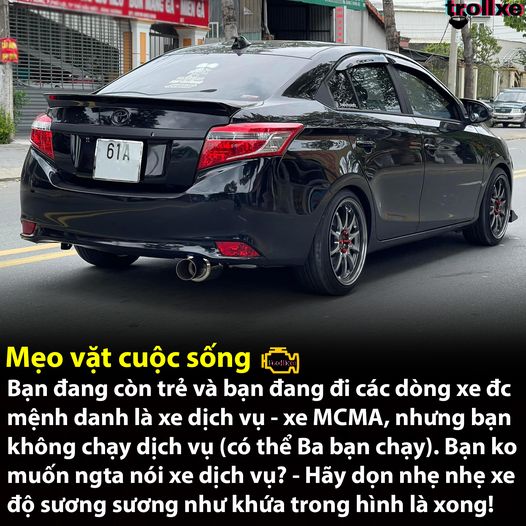 trollxe
61A
Mẹo vặt cuộc sống
Bạn đang còn trẻ và bạn đang đi các dòng xe đc
mệnh danh là xe dịch vụ - xe MCMA, nhưng bạn
không chạy dịch vụ (có thể Ba bạn chạy). Bạn ko
muốn ngta nói xe dịch vụ? - Hãy dọn nhẹ nhẹ xe
độ sương sương như khứa trong hình là xong!